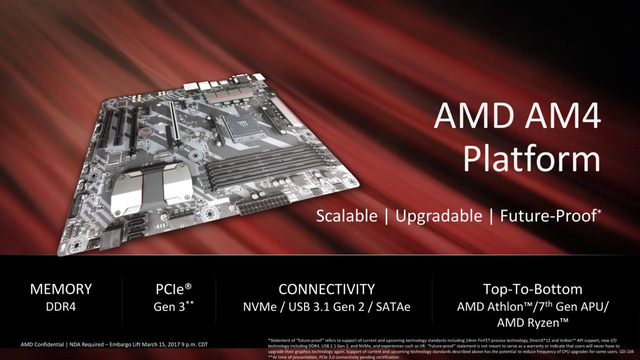 AMD AM4
Platform
Scalable | Upgradable | Future-Proof*
MEMORY
DDR4
PCIe®
Gen 3**
CONNECTIVITY
NVMe / USB 3.1 Gen 2 / SATAe
Top-To-Bottom
AMD Athlon™/7th Gen APU/
AMD Ryzen™
AMD Confidential | NDA Required – Embargo Lift March 15, 2017 9 p.m. CDT
*Statement of "future-proof" refers to support of current and upcoming technology standards including 14nm FinFET process technology, DirectX®12 and Vulkan™ API support, new I/O
technology including DDR4, USB 3.1 Gen 2, and NVMe, and experiences such as VR. "Future-proof" statement is not meant to serve as a warranty or indicate that users will never have to
upgrade their graphics technology again. Support of current and upcoming technology standards described above has the potential to reduce frequency of CPU upgrades for some users. GD-104
**At time of presentation, PCIe 3.0 connectivity pending certification